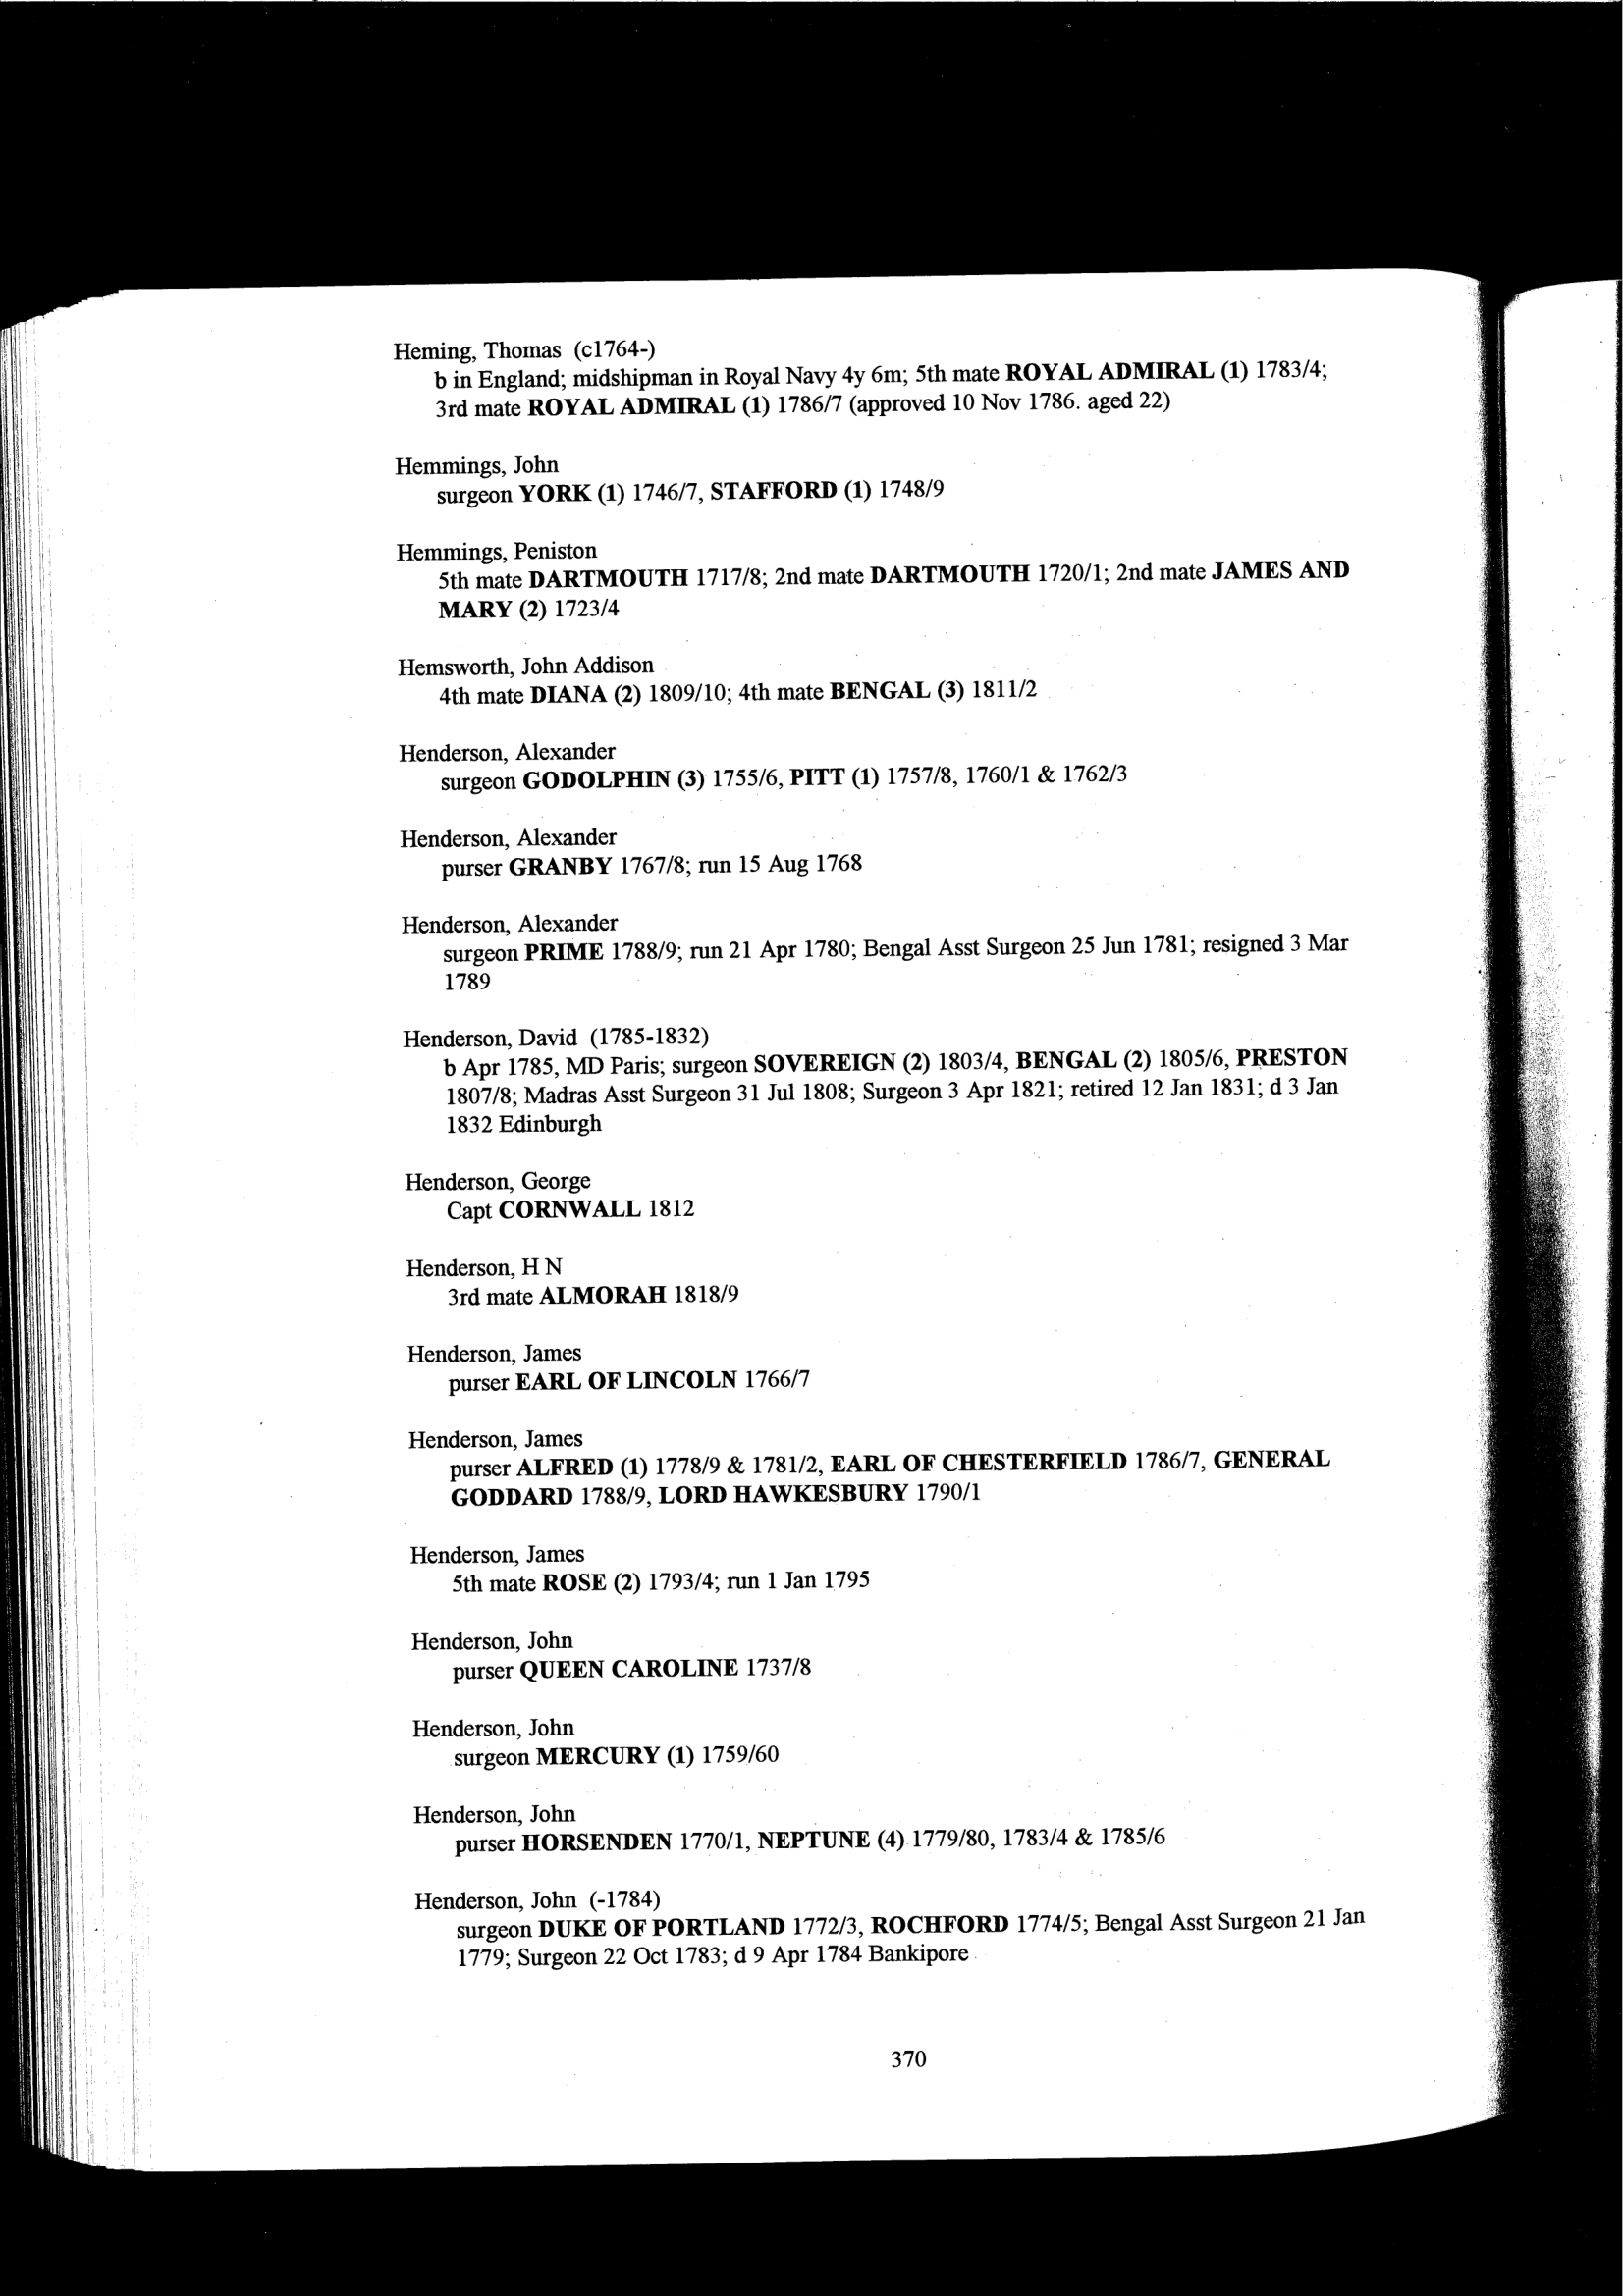 Heming, Thomas (c1764-)
b in England; midshipman in Royal Navy 4y 6m; 5th mate ROYAL ADMIRAL (1) 1783/4;
3rd mate ROYAL ADMIRAL (1) 1786/7 (approved 10 Nov 1786. aged 22)
Hemmings, John
surgeon YORK (1) 1746/7, STAFFORD (1) 1748/9
Hemmings, Peniston
5th mate DARTMOUTH 1717/8; 2nd mate DARTMOUTH 1720/1; 2nd mate JAMES AND
MARY (2) 1723/4
Hemsworth, John Addison
4th mate DIANA (2) 1809/10; 4th mate BENGAL (3) 1811/2
Henderson, Alexander
surgeon GODOLPHIN (3) 1755/6, PITT (1) 1757/8, 1760/1 & 1762/3
Henderson, Alexander
purser GRANBY 1767/8; run 15 Aug 1768
Henderson, Alexander
surgeon PRIME 1788/9; run 21 Apr 1780; Bengal Asst Surgeon 25 Jun 1781; resigned 3 Mar
1789
Henderson, David (1785-1832)
b Apr 1785, MD Paris; surgeon SOVEREIGN (2) 1803/4, BENGAL (2) 1805/6, PRESTON
1807/8; Madras Asst Surgeon 31 Jul 1808; Surgeon 3 Apr 1821; retired 12 Jan 1831; d 3 Jan
1832 Edinburgh
Henderson, George
Capt CORNWALL 1812
Henderson, H N
3rd mate ALMORAH 1818/9
Henderson, James
purser EARL OF LINCOLN 1766/7
Henderson, James
purser ALFRED (1) 1778/9 & 1781/2, EARL OF CHESTERFIELD 1786/7, GENERAL
GODDARD 1788/9, LORD HAWKESBURY 1790/1
Henderson, James
5th mate ROSE (2) 1793/4; run 1 Jan 1795
Henderson, John
purser QUEEN CAROLINE 1737/8
Henderson, John
surgeon MERCURY (1) 1759/60
Henderson, John
purser HORSENDEN 1770/1, NEPTUNE (4) 1779/80, 1783/4 & 1785/6
Henderson, John (-1784)
surgeon DUKE OF PORTLAND 1772/3, ROCHFORD 1774/5; Bengal Asst Surgeon 21 Jan
1779; Surgeon 22 Oct 1783; d 9 Apr 1784 Bankipore
370